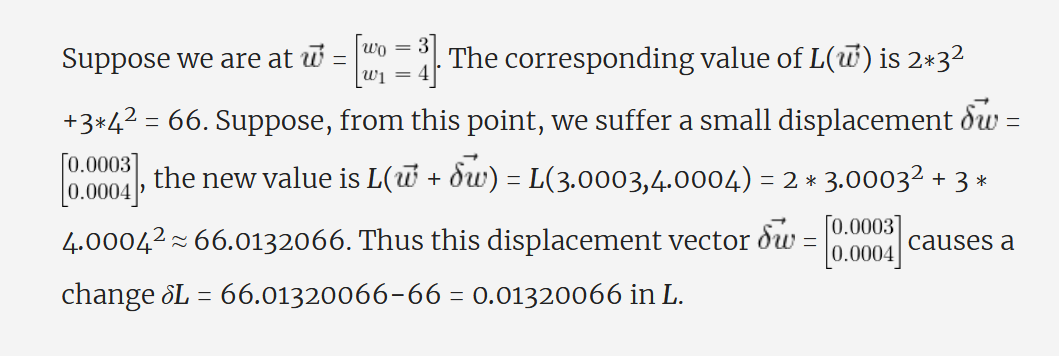 Suppose we are at w⃗ = [w₀ = 3; w₁ = 4]. The corresponding value of L(w⃗) is 2*3²
+3*4² = 66. Suppose, from this point, we suffer a small displacement δw⃗ =
[0.0003; 0.0004], the new value is L(w⃗ + δw⃗) = L(3.0003,4.0004) = 2 * 3.0003² + 3 *
4.0004² ≈ 66.0132066. Thus this displacement vector δw⃗ = [0.0003; 0.0004] causes a
change δL = 66.01320066-66 = 0.01320066 in L.